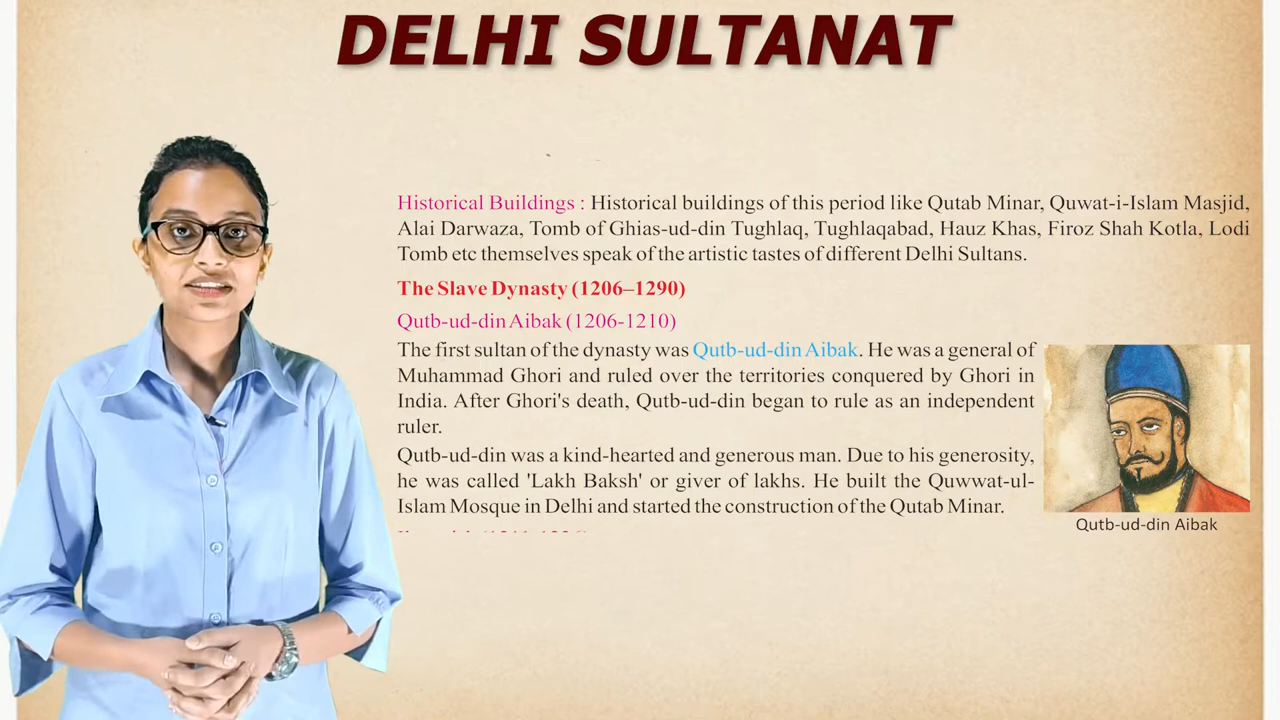 DELHI SULTANAT
Historical Buildings : Historical buildings of this period like Qutab Minar, Quwat-i-Islam Masjid,
Alai Darwaza, Tomb of Ghias-ud-din Tughlaq, Tughlaqabad, Hauz Khas, Firoz Shah Kotla, Lodi
Tomb etc themselves speak of the artistic tastes of different Delhi Sultans.
The Slave Dynasty (1206–1290)
Qutb-ud-din Aibak (1206-1210)
The first sultan of the dynasty was Qutb-ud-din Aibak. He was a general of
Muhammad Ghori and ruled over the territories conquered by Ghori in
India. After Ghori's death, Qutb-ud-din began to rule as an independent
ruler.
Qutb-ud-din was a kind-hearted and generous man. Due to his generosity,
he was called 'Lakh Baksh' or giver of lakhs. He built the Quwwat-ul-
Islam Mosque in Delhi and started the construction of the Qutab Minar.
Qutb-ud-din Aibak